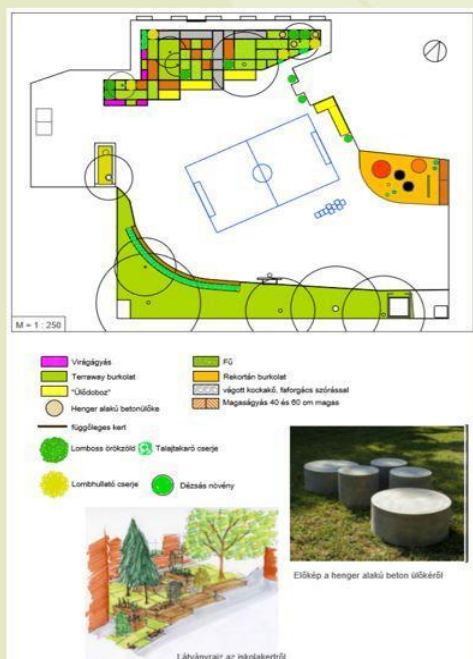 M = 1 : 250
Virágágyás
Terraway burkolat
"Ülődoboz"
Henger alakú betonülőke
függőleges kert
Lomboss örökzöld
Talajtakaró cserje
Lombhullató cserje
Dézsás növény
Fű
Rekortán burkolat
vágott kockakő, faforgács szórással
Magaságyás 40 és 60 cm magas
Előkép a henger alakú beton ülőkéről
Látványrajz az iskolakertről